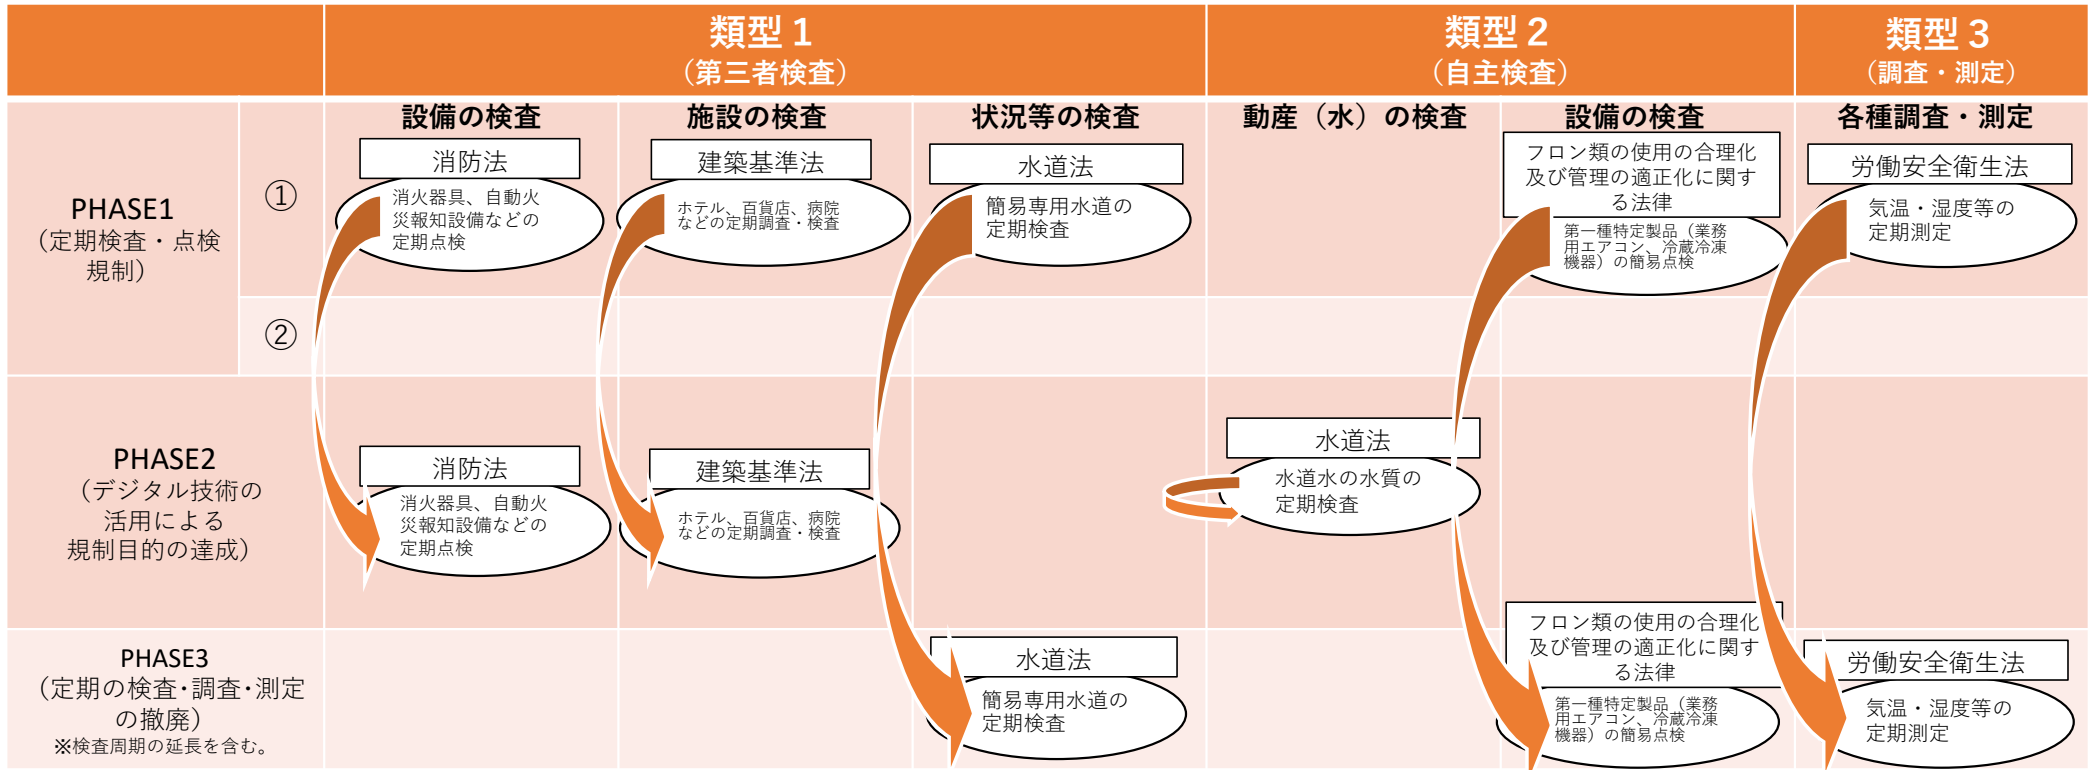 類型1
（第三者検査）
類型2
（自主検査）
類型3
（調査・測定）
PHASE1
（定期検査・点検
規制）
①
②
設備の検査
消防法
消火器具、自動火
災報知設備などの
定期点検
施設の検査
建築基準法
ホテル、百貨店、病院
などの定期調査・検査
状況等の検査
水道法
簡易専用水道の
定期検査
動産（水）の検査
設備の検査
フロン類の使用の合理化
及び管理の適正化に関す
る法律
第一種特定製品（業務
用エアコン、冷蔵冷凍
機器）の簡易点検
各種調査・測定
労働安全衛生法
気温・湿度等の
定期測定
PHASE2
（デジタル技術の
活用による
規制目的の達成）
消防法
消火器具、自動火
災報知設備などの
定期点検
建築基準法
ホテル、百貨店、病院
などの定期調査・検査
水道法
水道水の水質の
定期検査
PHASE3
（定期の検査･調査･測定
の撤廃）
※検査周期の延長を含む。
水道法
簡易専用水道の
定期検査
フロン類の使用の合理化
及び管理の適正化に関す
る法律
第一種特定製品（業務
用エアコン、冷蔵冷凍
機器）の簡易点検
労働安全衛生法
気温・湿度等の
定期測定